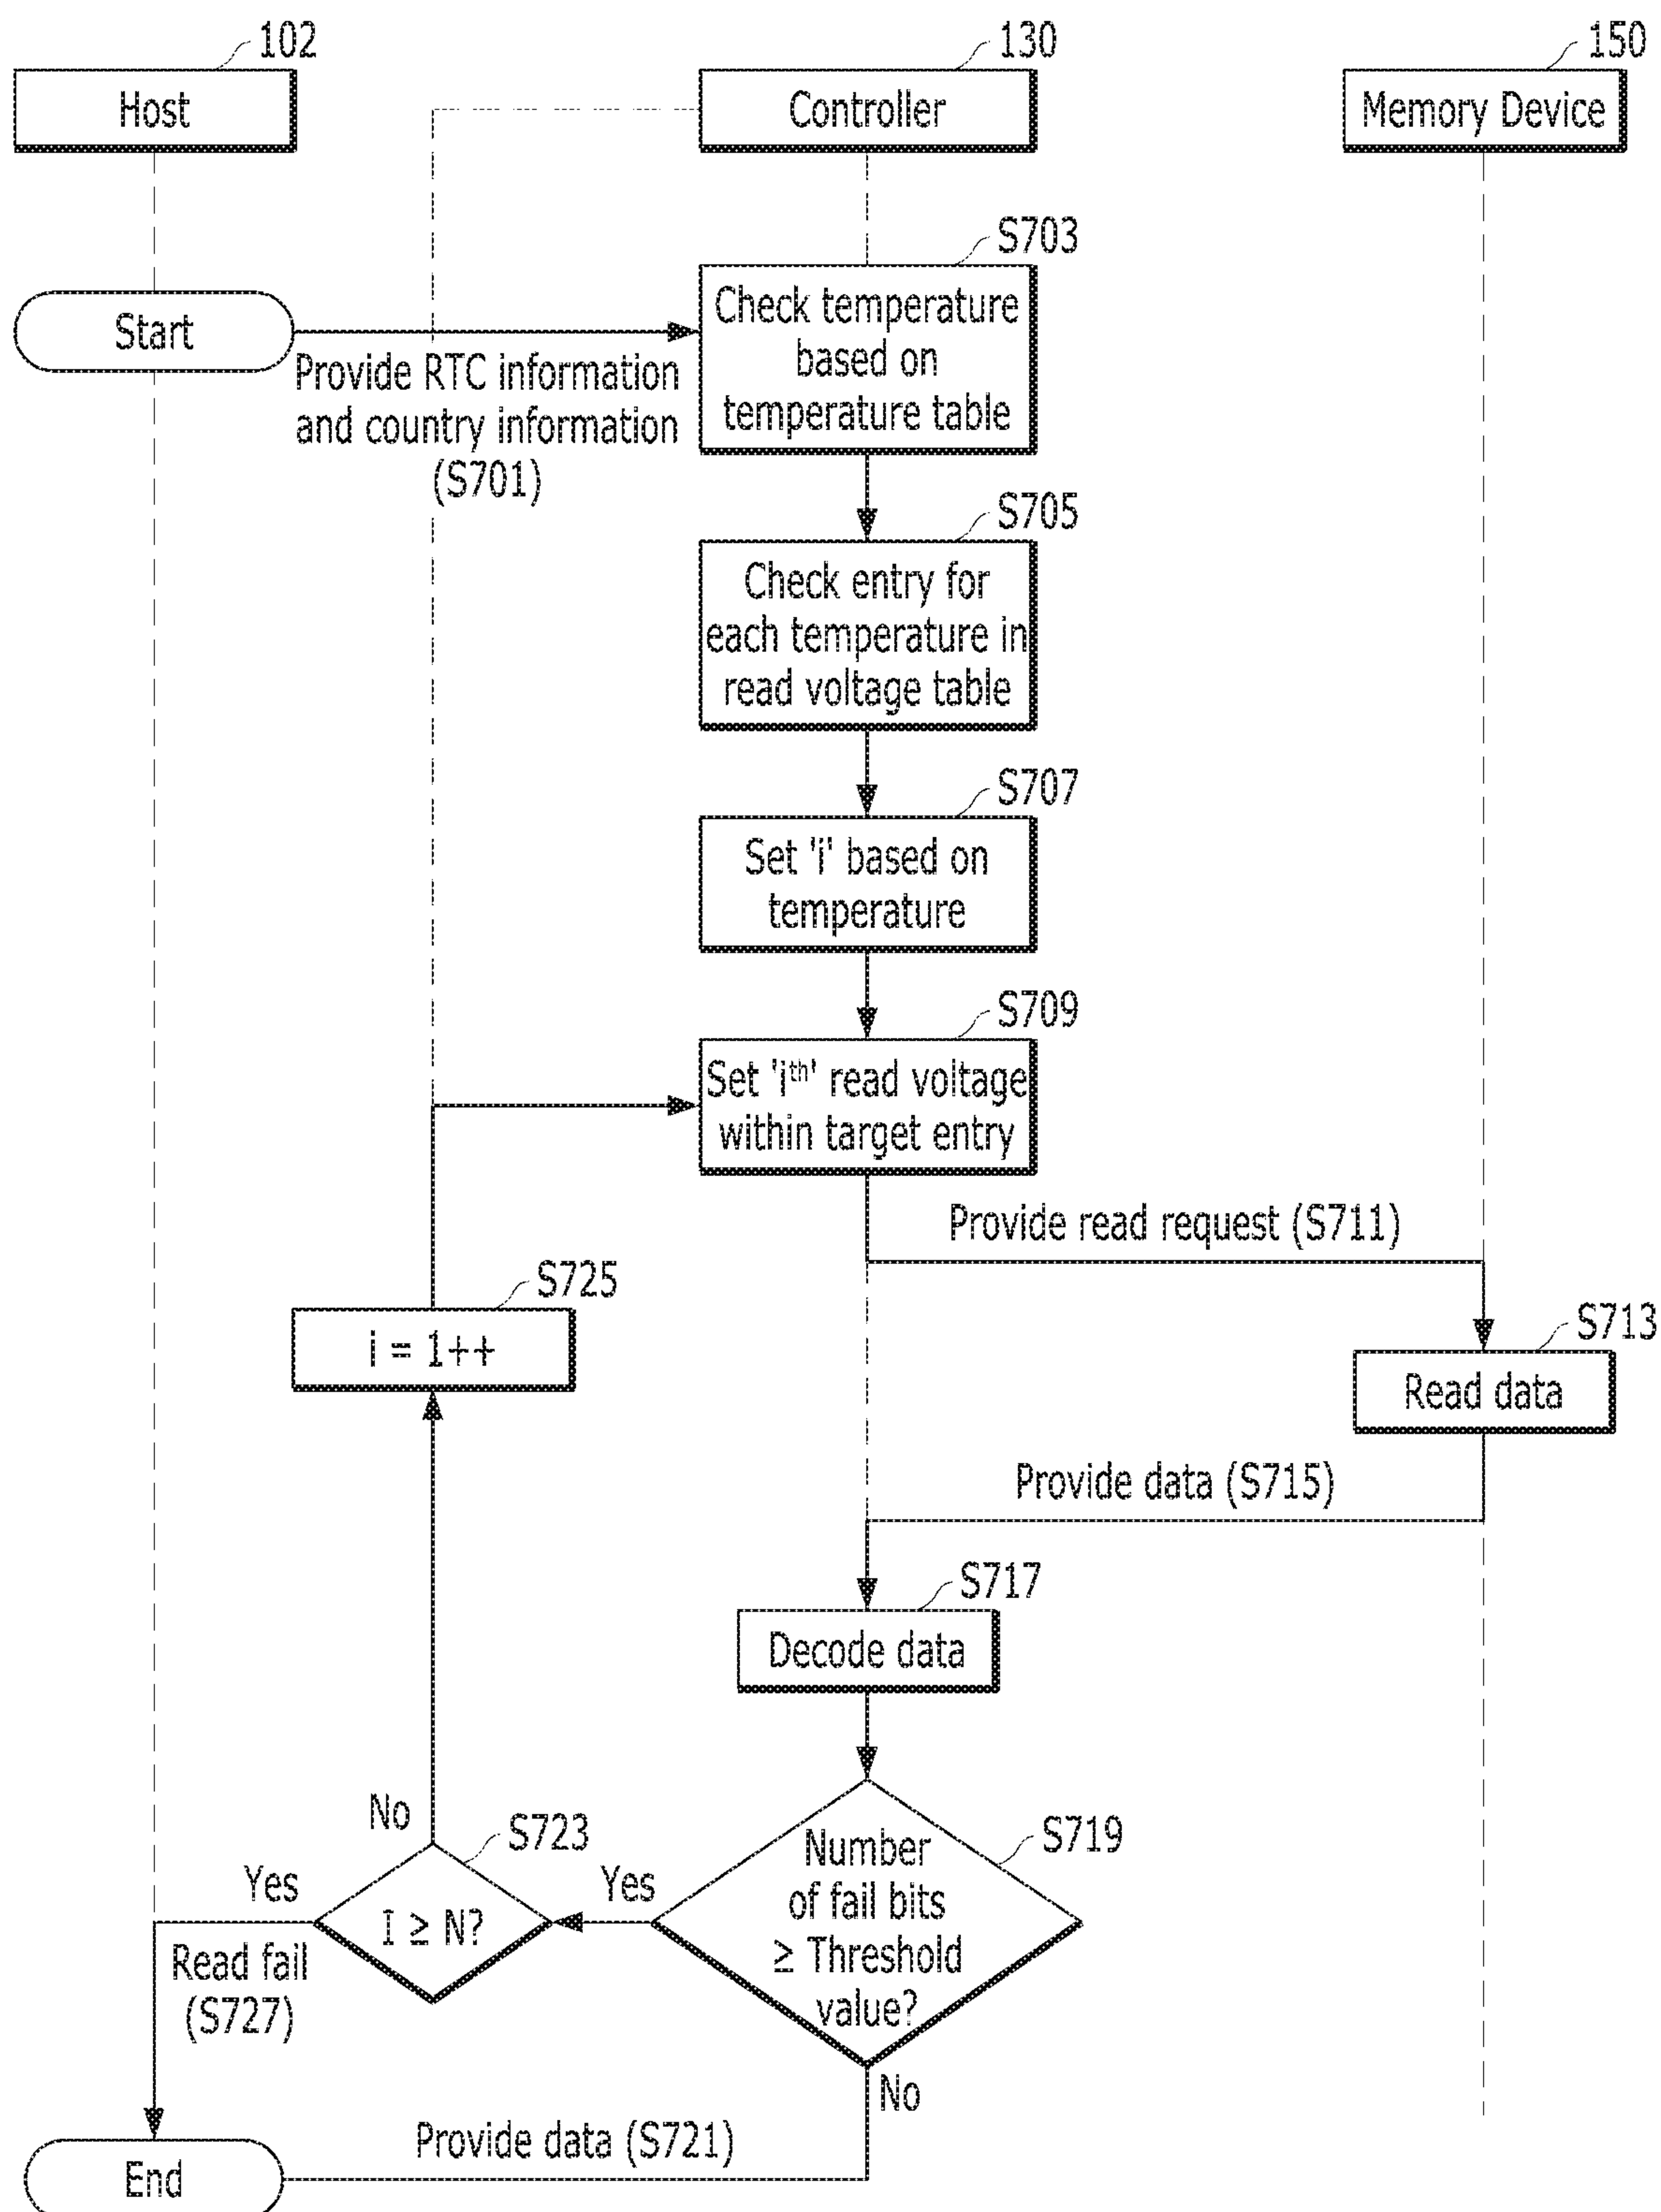 102
130
150
Host
Controller
Memory Device
S703
Start
Check temperature
based on
temperature table
Provide RTC information
and country information
(S701)
S705
Check entry for
each temperature in
read voltage table
S707
Set 'i' based on
temperature
S709
Set 'iᵗʰ' read voltage
within target entry
Provide read request (S711)
S725
i = 1++
S713
Read data
Provide data (S715)
S717
Decode data
No
S723
S719
Yes
I ≥ N?
Yes
Number
of fail bits
≥ Threshold
value?
Read fail
(S727)
No
Provide data (S721)
End